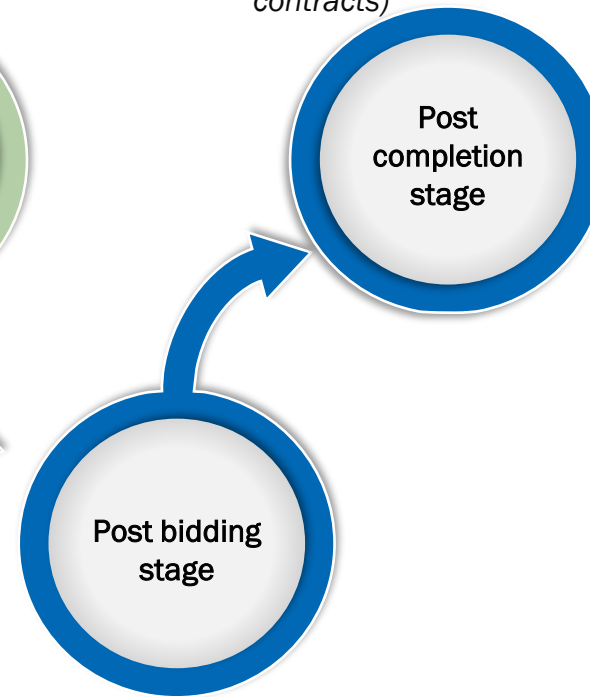 contracts)
Post
completion
stage
Post bidding
stage